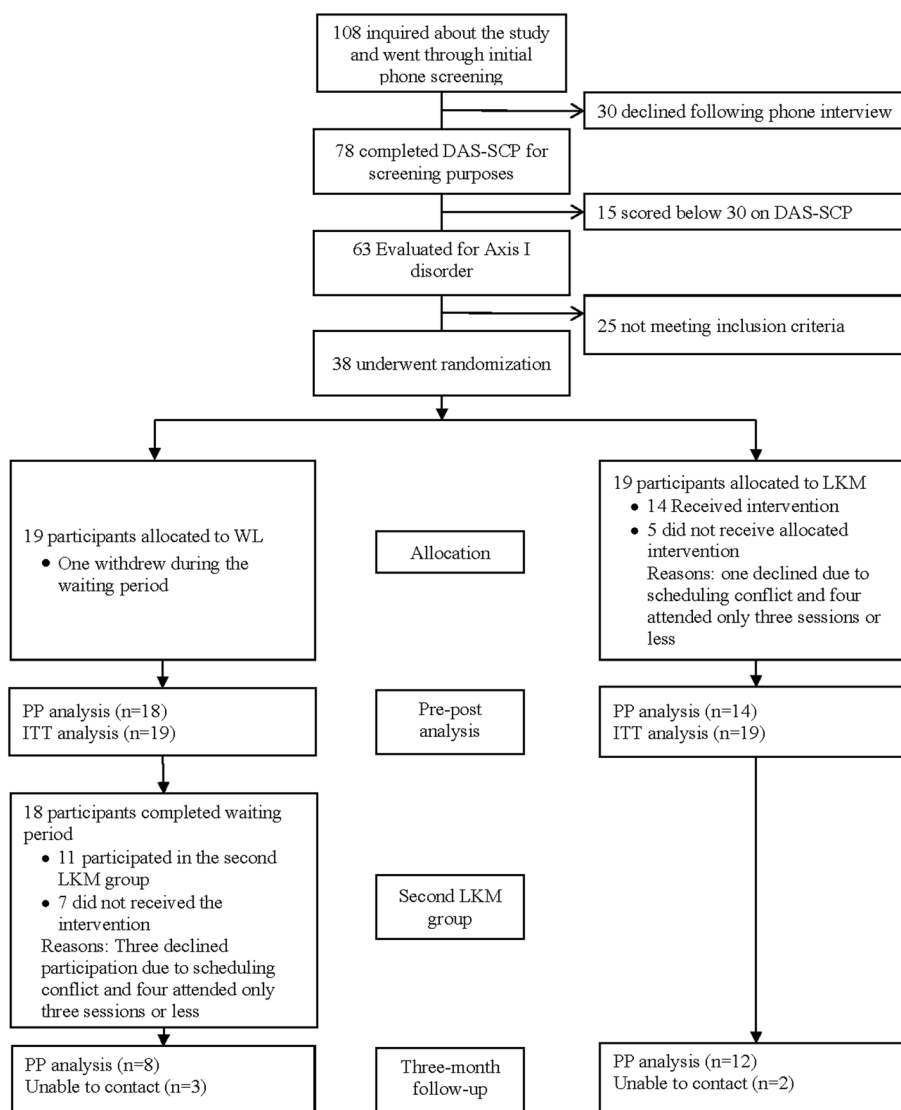 108 inquired about the study
and went through initial
phone screening
30 declined following phone interview
78 completed DAS-SCP for
screening purposes
15 scored below 30 on DAS-SCP
63 Evaluated for Axis I
disorder
25 not meeting inclusion criteria
38 underwent randomization
19 participants allocated to WL
• One withdrew during the
waiting period
Allocation
19 participants allocated to LKM
• 14 Received intervention
• 5 did not receive allocated
intervention
Reasons: one declined due to
scheduling conflict and four
attended only three sessions or
less
PP analysis (n=18)
ITT analysis (n=19)
Pre-post
analysis
PP analysis (n=14)
ITT analysis (n=19)
18 participants completed waiting
period
• 11 participated in the second
LKM group
• 7 did not received the
intervention
Reasons: Three declined
participation due to scheduling
conflict and four attended only
three sessions or less
Second LKM
group
PP analysis (n=8)
Unable to contact (n=3)
Three-month
follow-up
PP analysis (n=12)
Unable to contact (n=2)